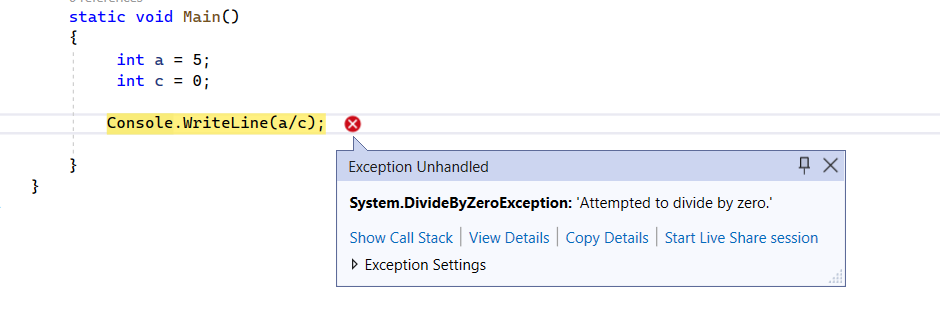 static void Main()
{
int a = 5;
int c = 0;
Console.WriteLine(a/c);
}
}
Exception Unhandled
System.DivideByZeroException: 'Attempted to divide by zero.'
Show Call Stack | View Details | Copy Details | Start Live Share session
Exception Settings